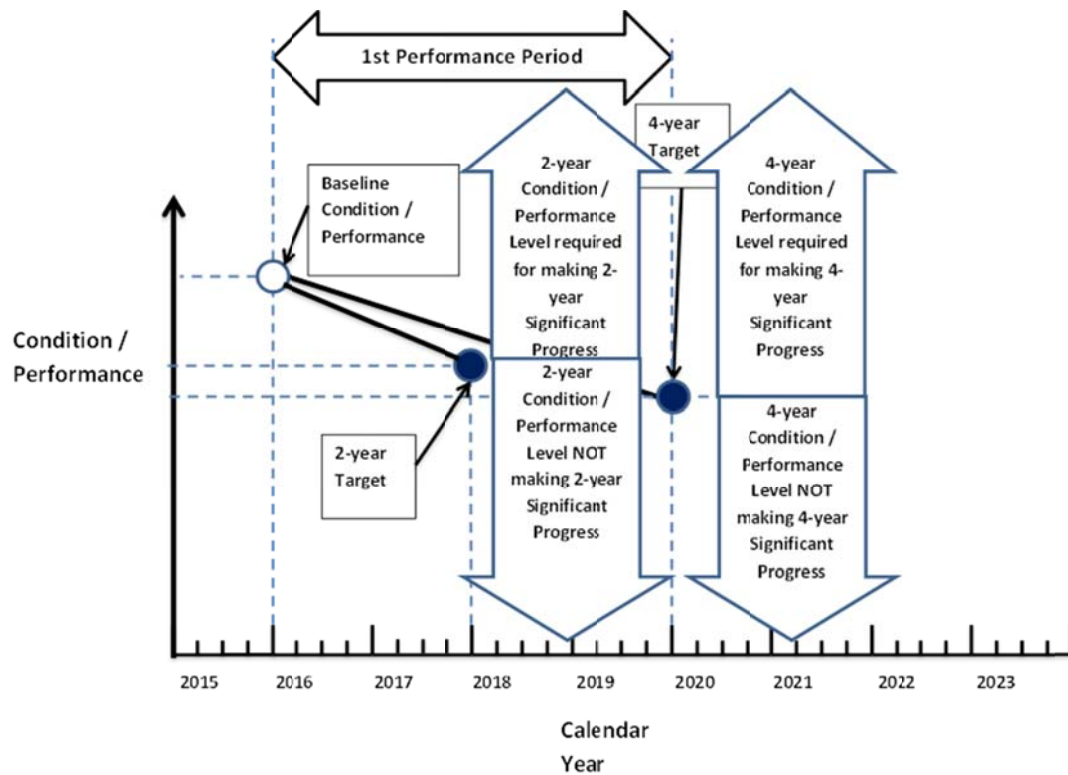 1st Performance Period
4-year
Target
Baseline
Condition /
Performance
2-year
Condition /
Performance
Level required
for making 2-
year
Significant
Progress
4-year
Condition /
Performance
Level required
for making 4-
year
Significant
Progress
Condition /
Performance
2-year
Target
2-year
Condition /
Performance
Level NOT
making 2-year
Significant
Progress
4-year
Condition /
Performance
Level NOT
making 4-year
Significant
Progress
2015 2016 2017 2018 2019 2020 2021 2022 2023
Calendar
Year